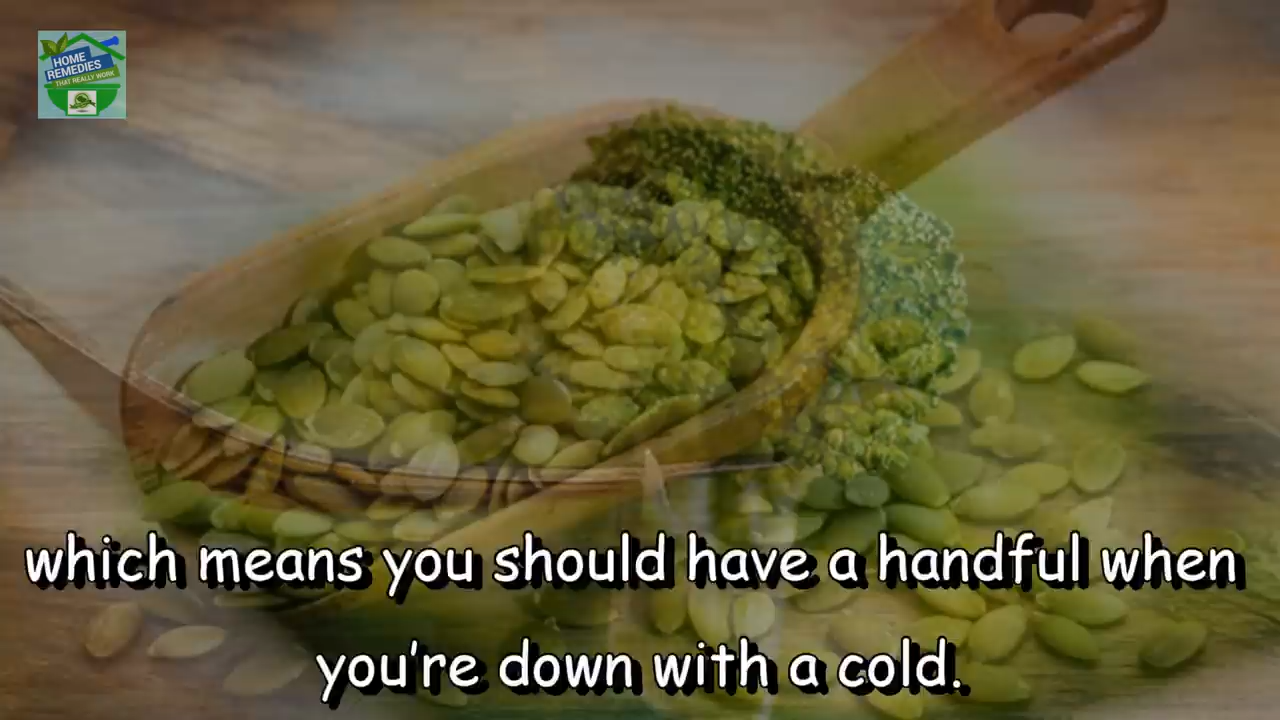 HOME
REMEDIES
THAT REALLY WORK
which means you should have a handful when
you're down with a cold.